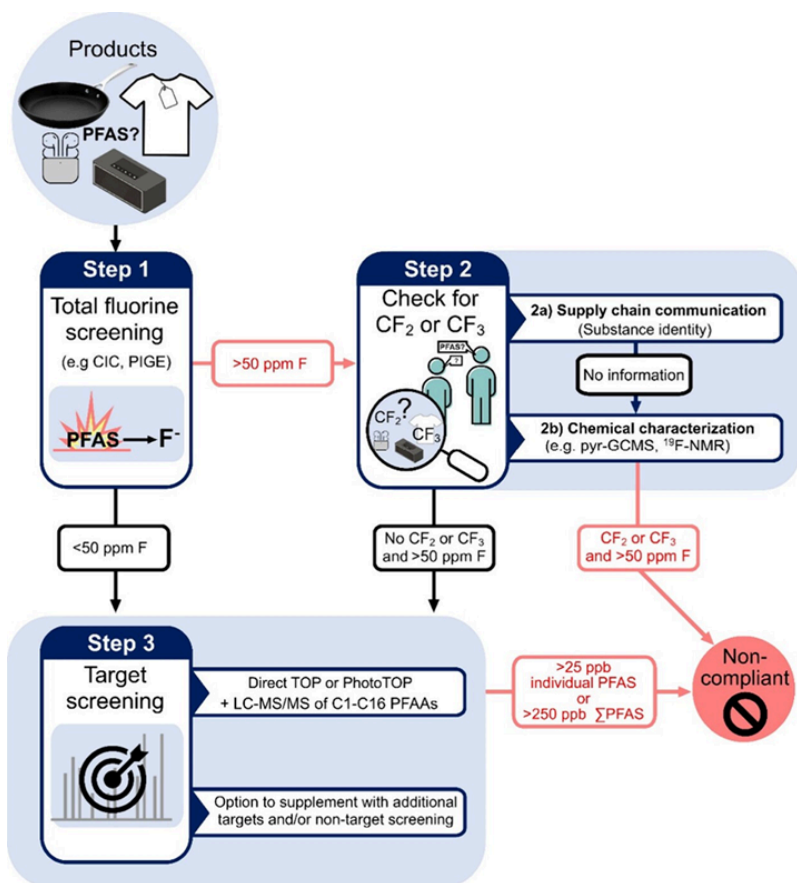 Products
PFAS?
Step 1
Total fluorine
screening
(e.g CIC, PIGE)
PFAS → F⁻
>50 ppm F
Step 2
Check for
CF₂ or CF₃
PFAS?
?
CF₂?
CF₃
2a) Supply chain communication
(Substance identity)
No information
2b) Chemical characterization
(e.g. pyr-GCMS, ¹⁹F-NMR)
<50 ppm F
No CF₂ or CF₃
and >50 ppm F
CF₂ or CF₃
and >50 ppm F
Step 3
Target
screening
Direct TOP or PhotoTOP
+ LC-MS/MS of C1-C16 PFAAs
Option to supplement with additional
targets and/or non-target screening
>25 ppb
individual PFAS
or
>250 ppb ∑PFAS
Non-
compliant